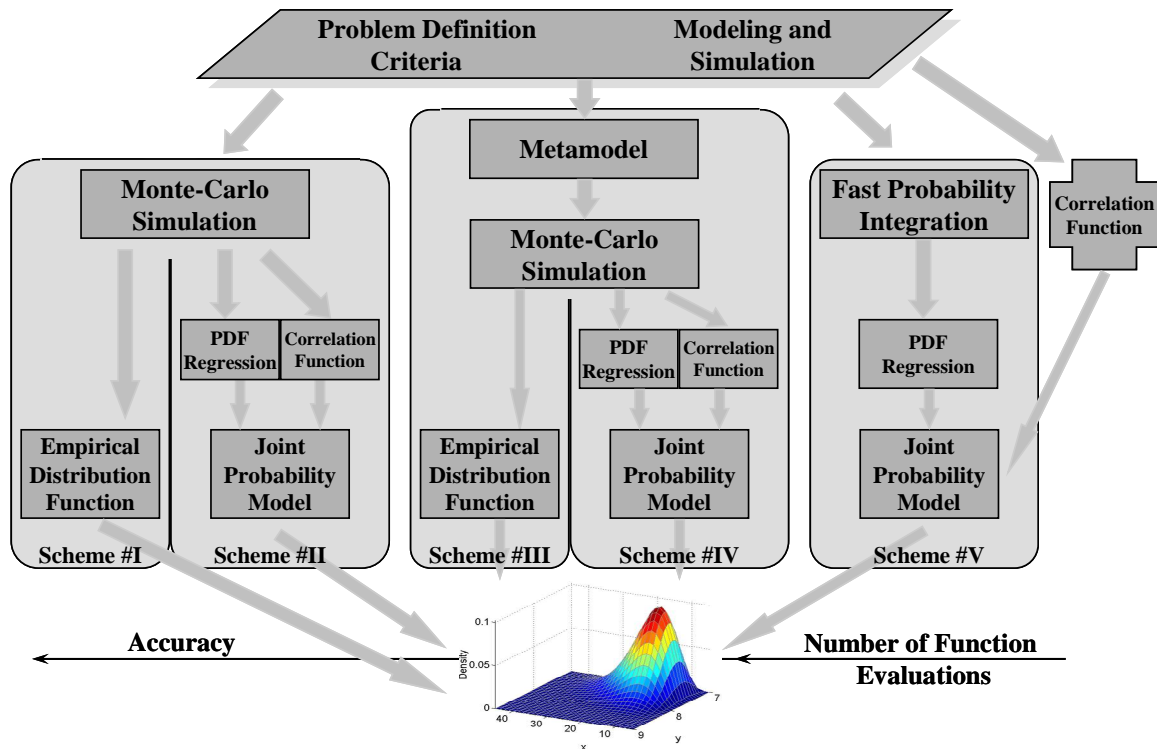 Problem Definition
Criteria
Modeling and
Simulation
Metamodel
Monte-Carlo
Simulation
Monte-Carlo
Simulation
Fast Probability
Integration
Correlation
Function
PDF
Regression
Correlation
Function
PDF
Regression
Correlation
Function
PDF
Regression
Empirical
Distribution
Function
Joint
Probability
Model
Empirical
Distribution
Function
Joint
Probability
Model
Joint
Probability
Model
Scheme #I
Scheme #II
Scheme #III
Scheme #IV
Scheme #V
Accuracy
Number of Function
Evaluations
0.1
0.05
0
Density
40
30
20
10
x
9
8
7
y